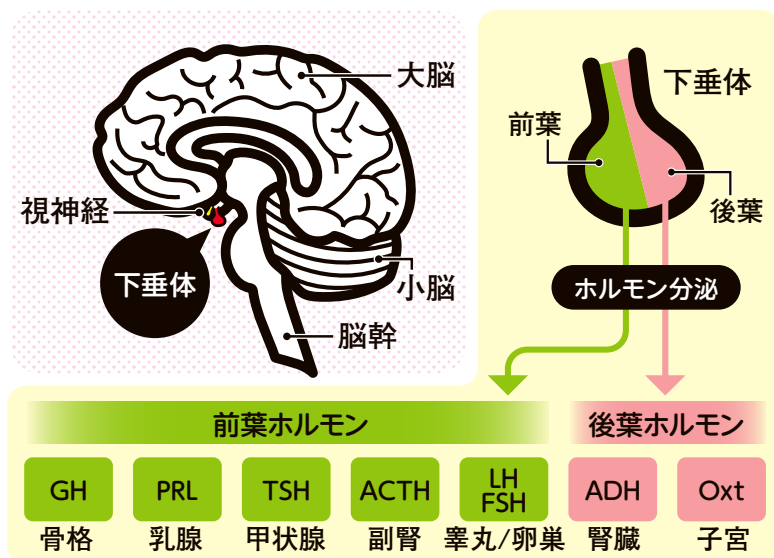 大脳
視神経
下垂体
小脳
脳幹
下垂体
前葉
後葉
ホルモン分泌
前葉ホルモン
後葉ホルモン
GH
PRL
TSH
ACTH
LH
FSH
ADH
Oxt
骨格
乳腺
甲状腺
副腎
睾丸/卵巣
腎臓
子宮